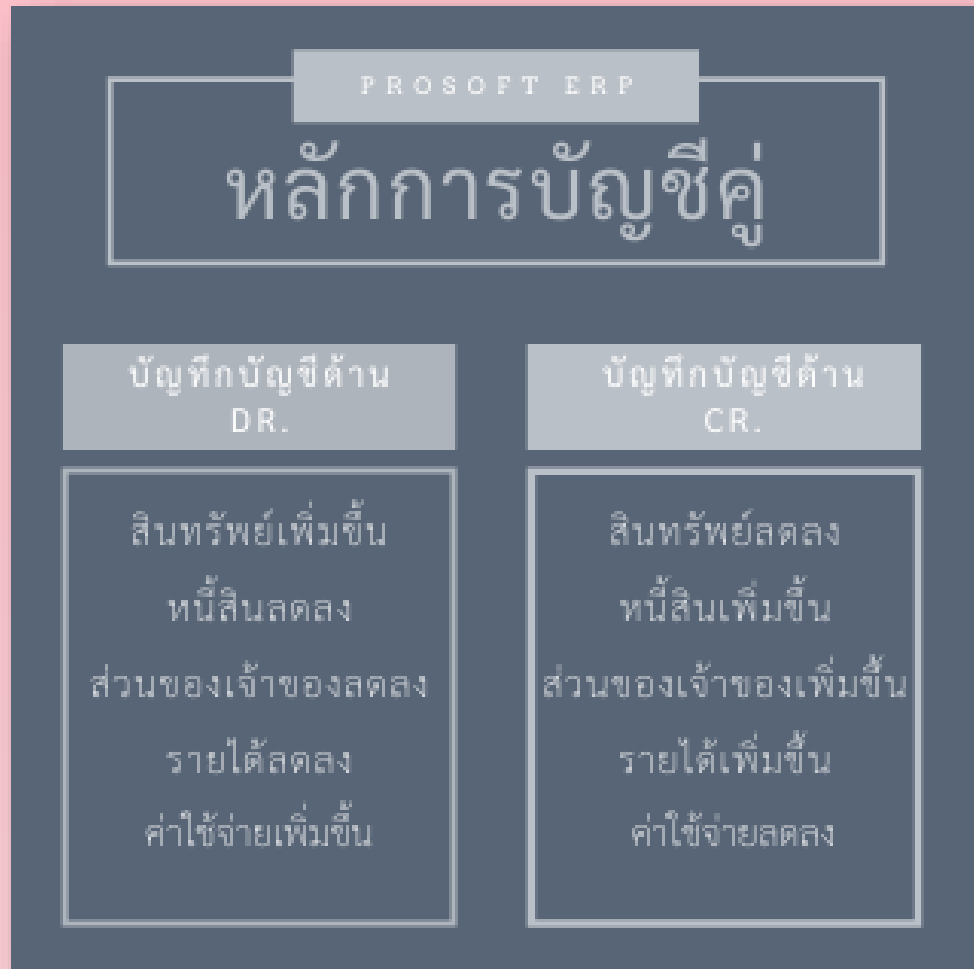 PROSOFT ERP
หลักการบัญชีคู่
บัญทึกบัญชีด้าน
DR.
สินทรัพย์เพิ่มขึ้น
หนี้สินลดลง
ส่วนของเจ้าของลดลง
รายได้ลดลง
ค่าใช้จ่ายเพิ่มขึ้น
บัญทึกบัญชีด้าน
CR.
สินทรัพย์ลดลง
หนี้สินเพิ่มขึ้น
ส่วนของเจ้าของเพิ่มขึ้น
รายได้เพิ่มขึ้น
ค่าใช้จ่ายลดลง